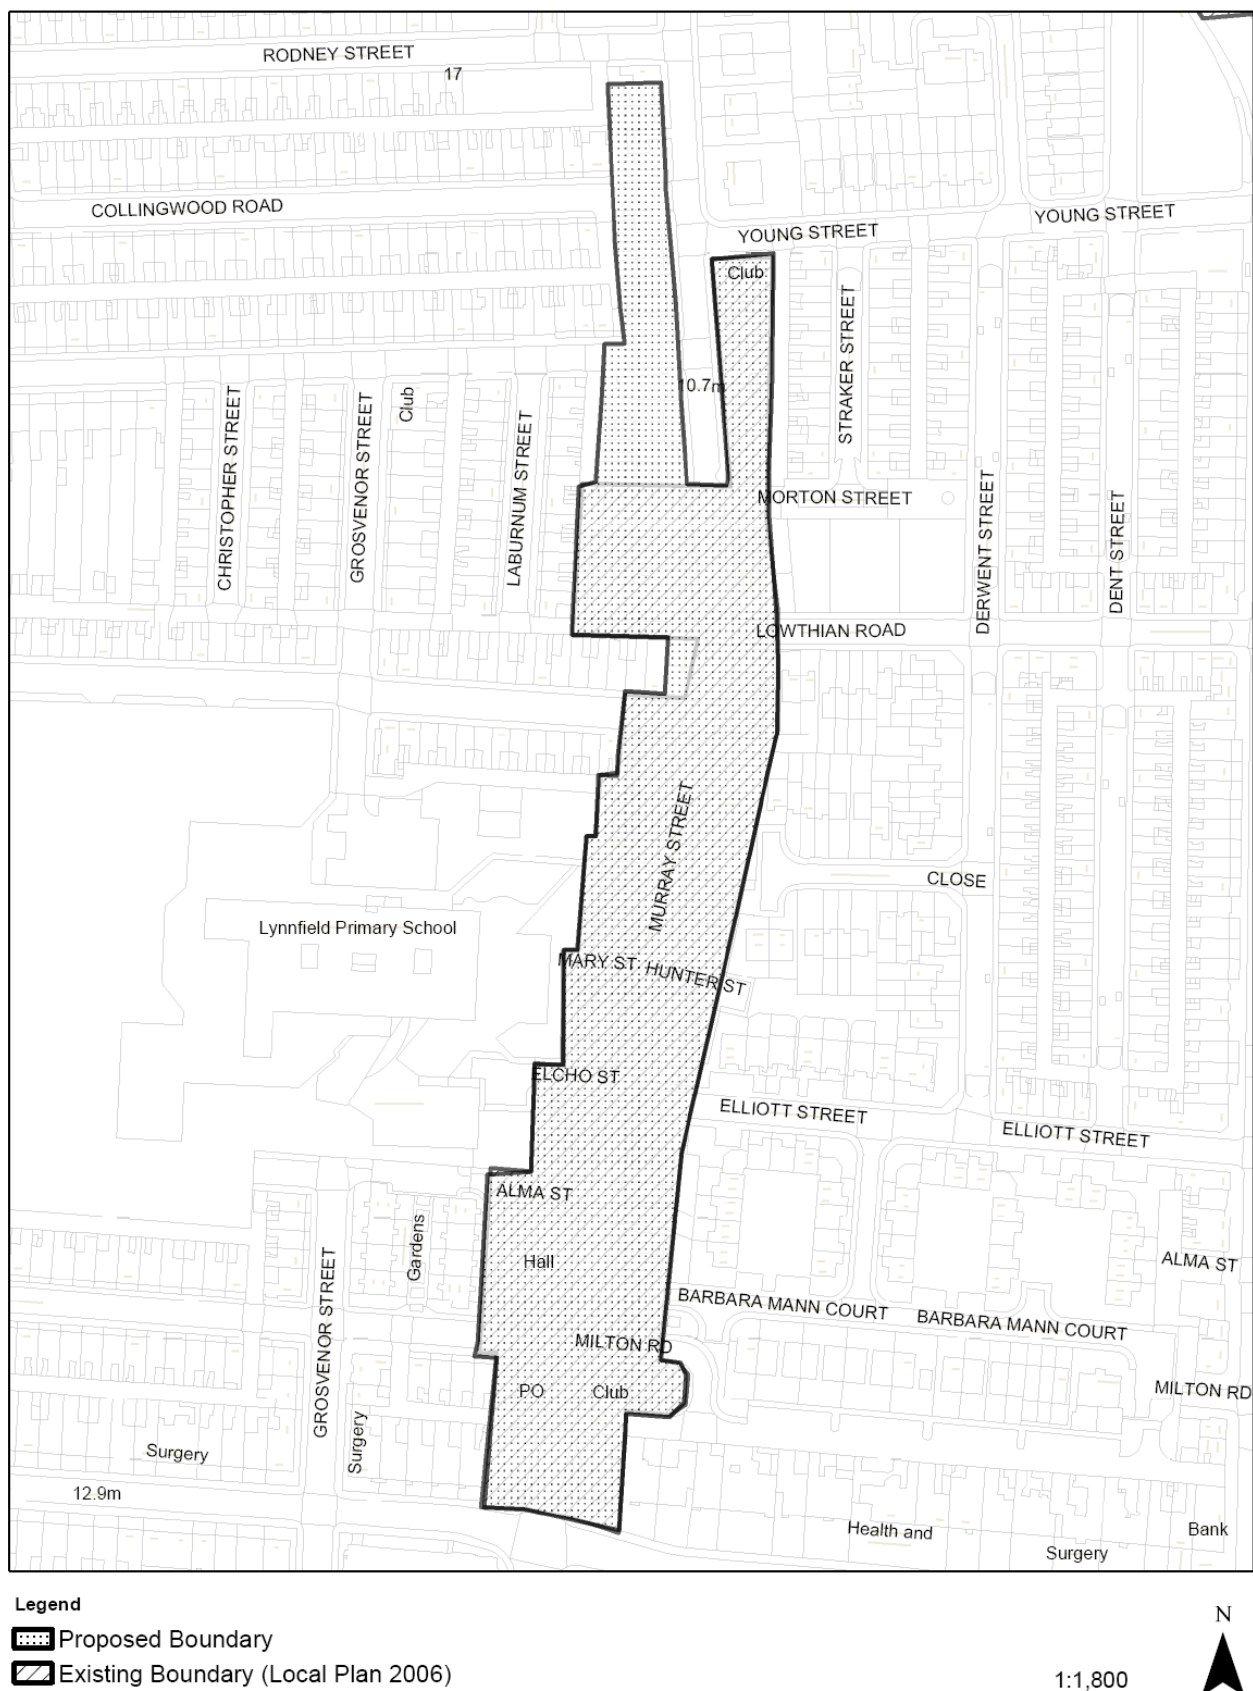 RODNEY STREET
17
COLLINGWOOD ROAD
YOUNG STREET
YOUNG STREET
Club
STRAKER STREET
10.7m
CHRISTOPHER STREET
GROSVENOR STREET
Club
LABURNUM STREET
MORTON STREET
DERWENT STREET
DENT STREET
LOWTHIAN ROAD
MURRAY STREET
CLOSE
Lynnfield Primary School
MARY ST
HUNTER ST
ELCHO ST
ELLIOTT STREET
ELLIOTT STREET
ALMA ST
Gardens
Hall
ALMA ST
GROSVENOR STREET
BARBARA MANN COURT
BARBARA MANN COURT
MILTON RD
PO
Club
MILTON RD
Surgery
Surgery
12.9m
Health and
Bank
Surgery
Legend
Proposed Boundary
Existing Boundary (Local Plan 2006)
1:1,800
N